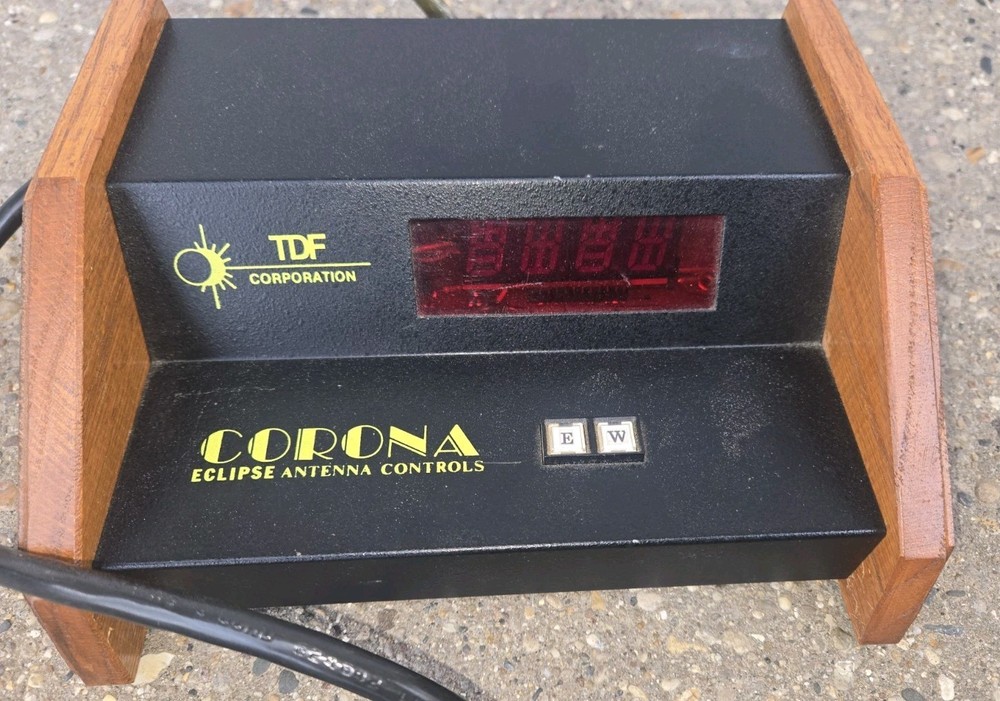 TDF
CORPORATION
CORONA
ECLIPSE ANTENNA CONTROLS
E W